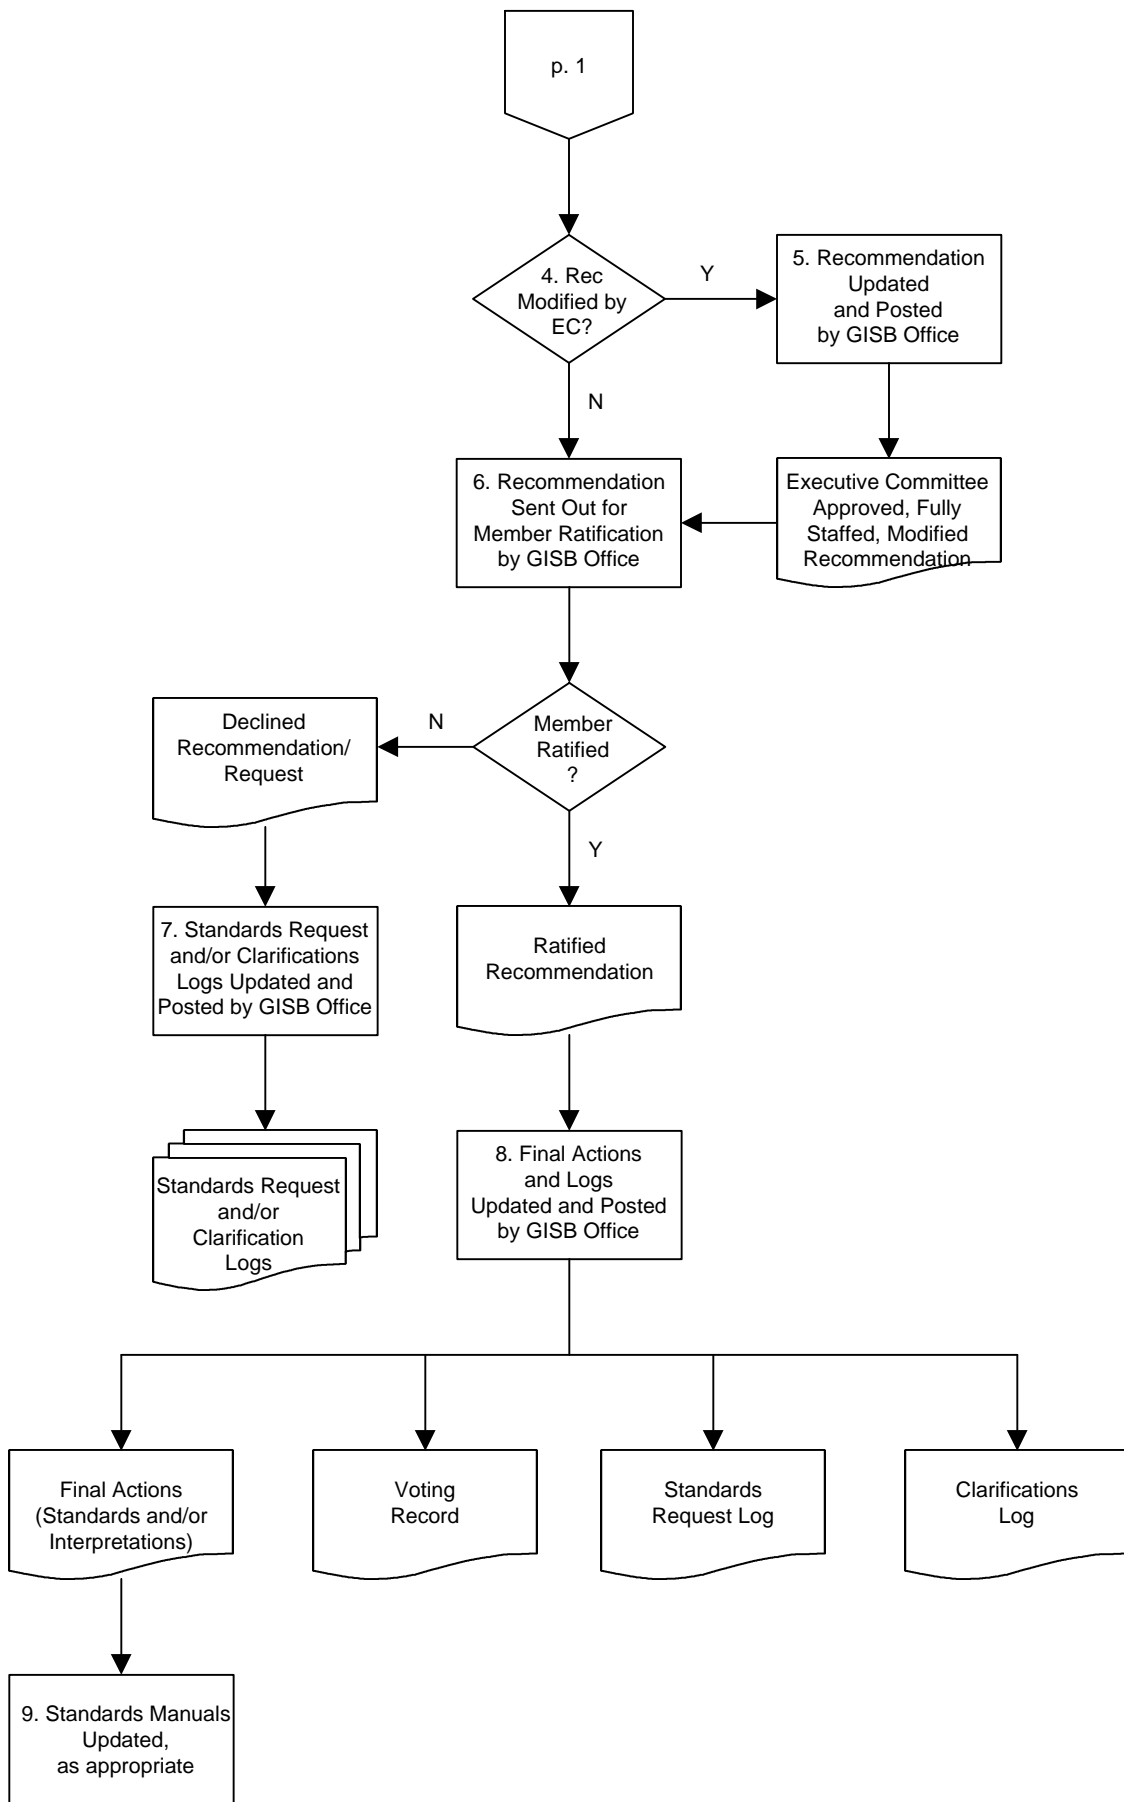 p. 1
4. Rec
Modified by
EC?
Y
5. Recommendation
Updated
and Posted
by GISB Office
N
6. Recommendation
Sent Out for
Member Ratification
by GISB Office
Executive Committee
Approved, Fully
Staffed, Modified
Recommendation
Declined
Recommendation/
Request
N
Member
Ratified
?
Y
7. Standards Request
and/or Clarifications
Logs Updated and
Posted by GISB Office
Ratified
Recommendation
Standards Request
and/or
Clarification
Logs
8. Final Actions
and Logs
Updated and Posted
by GISB Office
Final Actions
(Standards and/or
Interpretations)
Voting
Record
Standards
Request Log
Clarifications
Log
9. Standards Manuals
Updated,
as appropriate